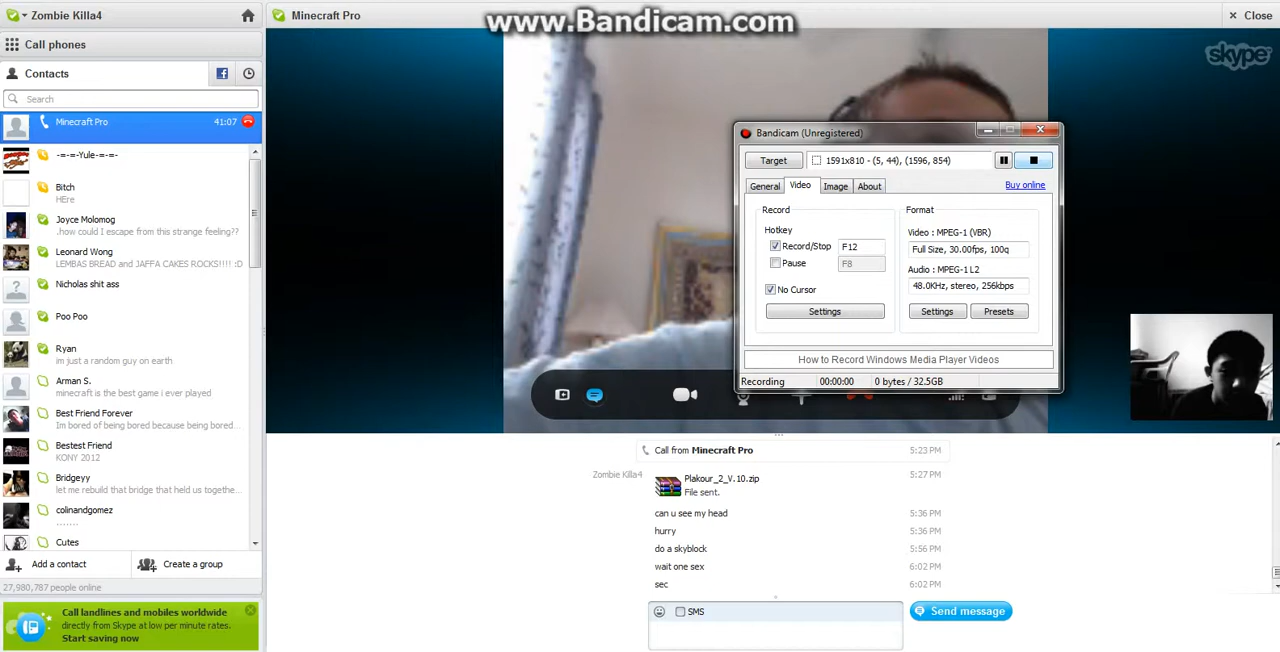 Zombie Killa4
Minecraft Pro
www.Bandicam.com
Close
Call phones
skype
Contacts
Search
Minecraft Pro 41:07
-=-=-Yule-=-=-
Bitch
HEre
Joyce Molomog
.how could I escape from this strange feeling??
Leonard Wong
LEMBAS BREAD and JAFFA CAKES ROCKS!!!! :D
Nicholas shit ass
Poo Poo
Ryan
im just a random guy on earth
Arman S.
minecraft is the best game i ever played
Best Friend Forever
Im bored of being bored because being bored...
Bestest Friend
KONY 2012
Bridgeyy
let me rebuild that bridge that held us togethe...
colinandgomez
.......
Cutes
Add a contact
Create a group
27,980,787 people online
Call landlines and mobiles worldwide
directly from Skype at low per minute rates.
Start saving now
Bandicam (Unregistered)
Target
1591x810 - (5, 44), (1596, 854)
General Video Image About
Buy online
Record
Hotkey
Record/Stop F12
Pause F8
No Cursor
Settings
Format
Video : MPEG-1 (VBR)
Full Size, 30.00fps, 100q
Audio : MPEG-1 L2
48.0KHz, stereo, 256kbps
Settings Presets
How to Record Windows Media Player Videos
Recording 00:00:00 0 bytes / 32.5GB
Call from Minecraft Pro 5:23 PM
Zombie Killa4 Plakour_2_V.10.zip 5:27 PM
File sent.
can u see my head 5:36 PM
hurry 5:36 PM
do a skyblock 5:56 PM
wait one sex 6:02 PM
sec 6:02 PM
SMS
Send message